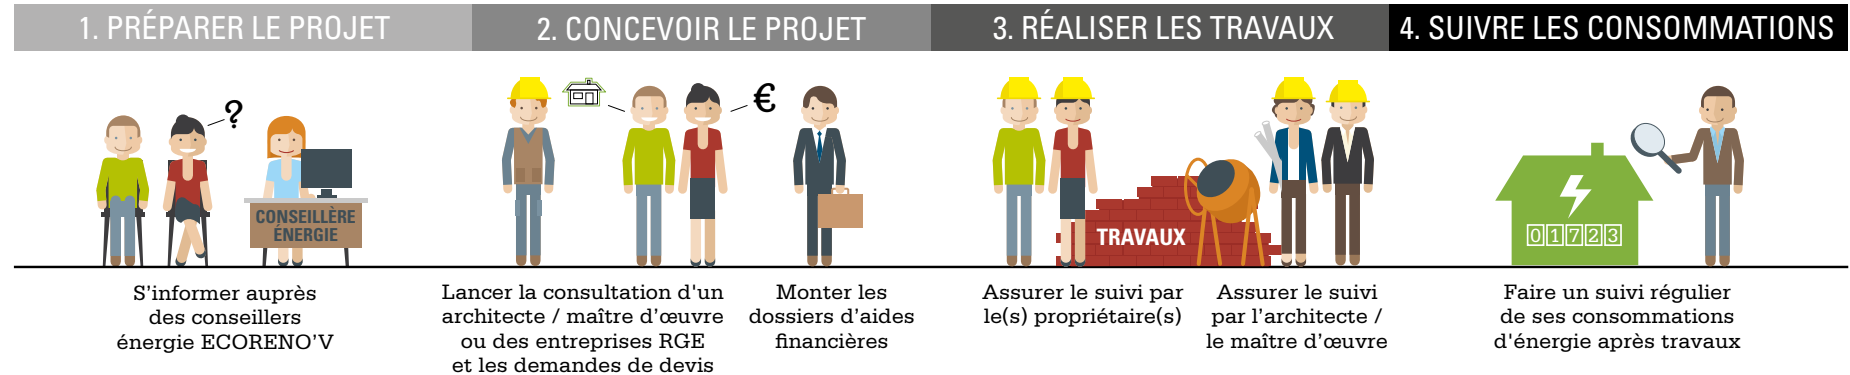 1. PRÉPARER LE PROJET
2. CONCEVOIR LE PROJET
3. RÉALISER LES TRAVAUX
4. SUIVRE LES CONSOMMATIONS
?
€
CONSEILLÈRE
ÉNERGIE
TRAVAUX
01723
S'informer auprès
des conseillers
énergie ECORENO'V
Lancer la consultation d'un
architecte / maître d'œuvre
ou des entreprises RGE
et les demandes de devis
Monter les
dossiers d'aides
financières
Assurer le suivi par
le(s) propriétaire(s)
Assurer le suivi
par l'architecte /
le maître d'œuvre
Faire un suivi régulier
de ses consommations
d'énergie après travaux